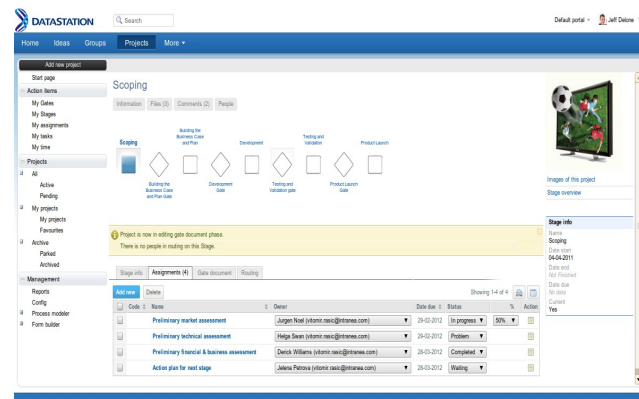 DATASTATION
Search
Default portal
Jeff Delone
Home Ideas Groups Projects More
Add new project
Start page
Action items
My Gates
My Stages
My assignments
My tasks
My time
Projects
All
Active
Pending
My projects
My projects
Favourites
Archive
Parked
Archived
Management
Reports
Config
Process modeler
Form builder
Scoping
Information Files (3) Comments (2) People
Scoping
Building the
Business Case
and Plan
Development
Testing and
Validation
Product Launch
Building the
Business Case
and Plan Gate
Development
Gate
Testing and
Validation gate
Product Launch
Gate
Project is now in editing gate document phase.
There is no people in routing on this Stage.
Stage info Assignments (4) Gate document Routing
Add new Delete
Showing 1-4 of 4
Code Name Owner Date due Status % Action
Preliminary market assessment Jurgen Noel (vitomir.rasic@intranea.com) 29-02-2012 In progress 50%
Preliminary technical assessment Helga Swan (vitomir.rasic@intranea.com) 29-02-2012 Problem
Preliminary financial & business assessment Derick Williams (vitomir.rasic@intranea.com) 28-03-2012 Completed
Action plan for next stage Jelena Petrova (vitomir.rasic@intranea.com) 28-03-2012 Waiting
Images of this project
Stage overview
Stage info
Name
Scoping
Date start
04-04-2011
Date end
Not Finished
Date due
No date
Current
Yes